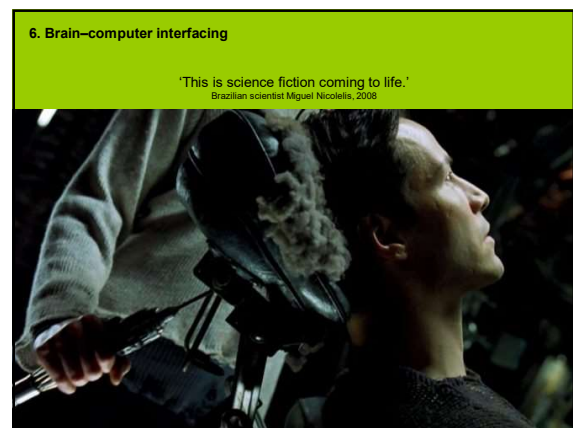 6. Brain–computer interfacing
‘This is science fiction coming to life.’
Brazilian scientist Miguel Nicolelis, 2008